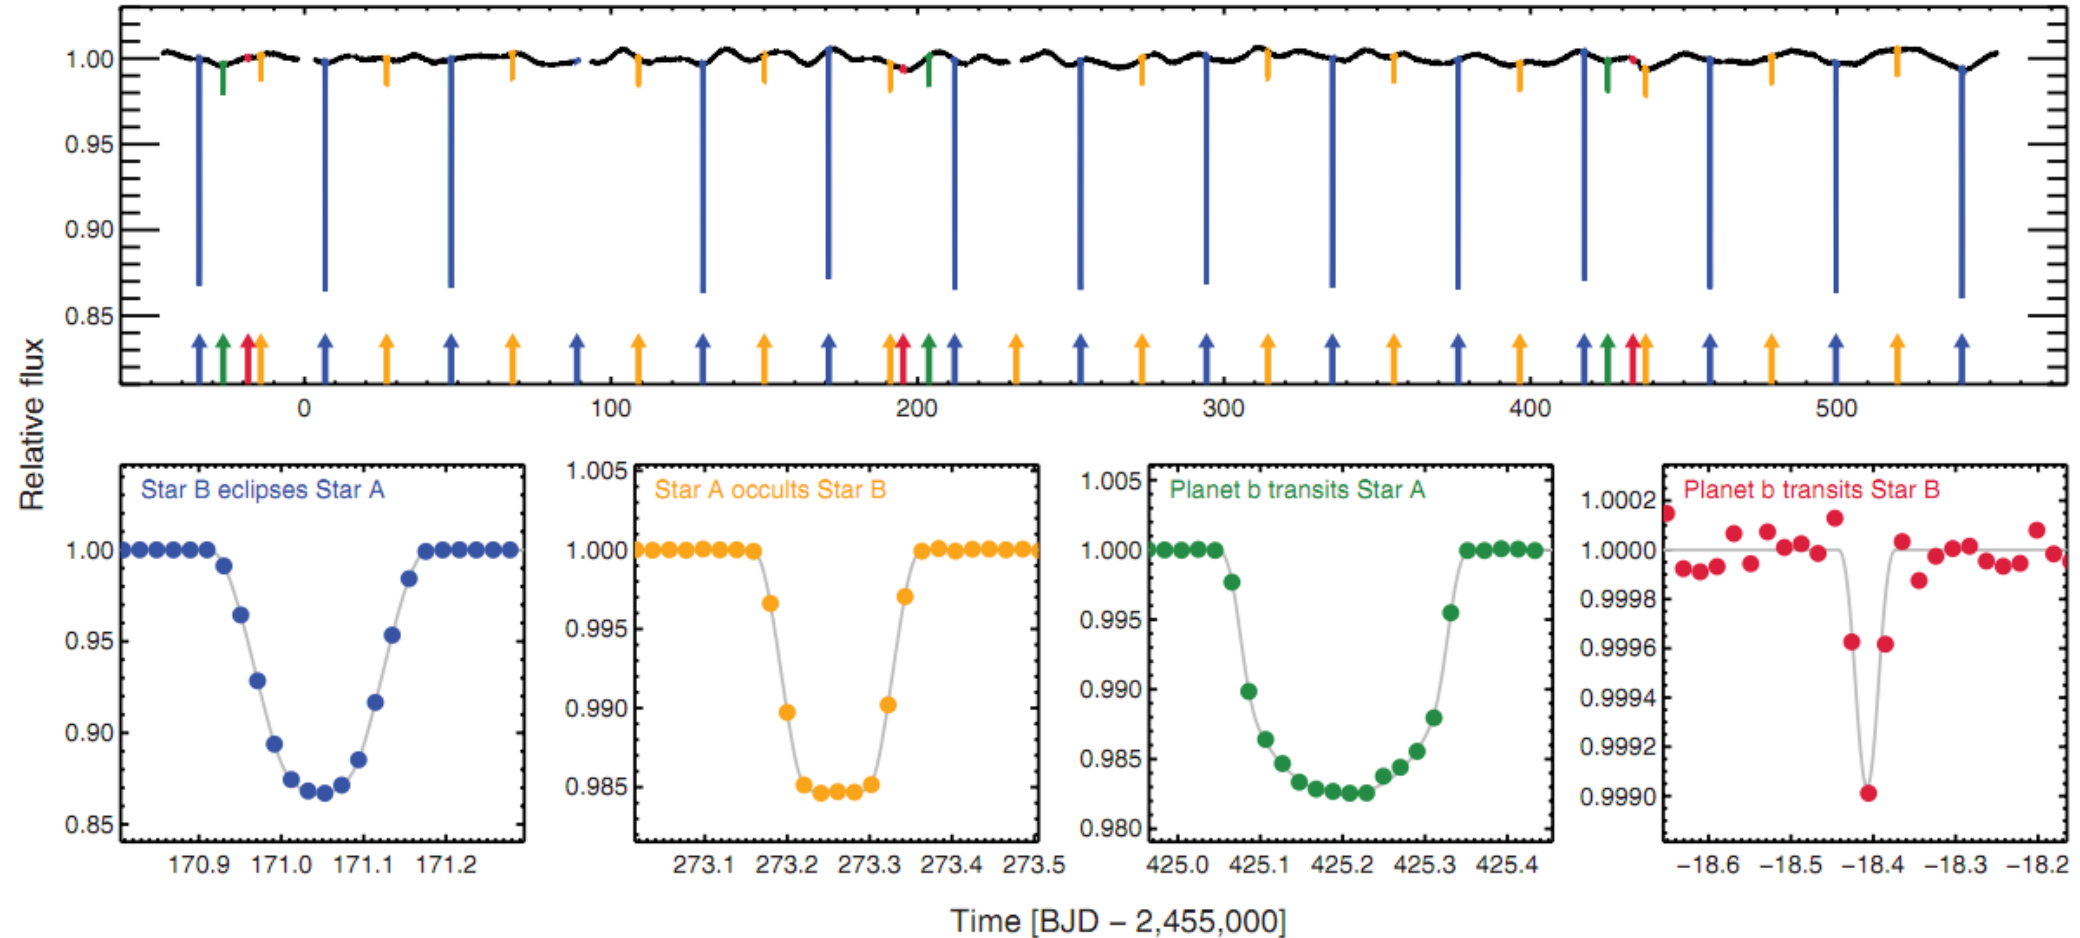 1.00
0.95
0.90
0.85
0 100 200 300 400 500
Relative flux
Star B eclipses Star A
1.00
0.95
0.90
0.85
170.9 171.0 171.1 171.2
Star A occults Star B
1.005
1.000
0.995
0.990
0.985
273.1 273.2 273.3 273.4 273.5
Planet b transits Star A
1.005
1.000
0.995
0.990
0.985
0.980
425.0 425.1 425.2 425.3 425.4
Planet b transits Star B
1.0002
1.0000
0.9998
0.9996
0.9994
0.9992
0.9990
−18.6 −18.5 −18.4 −18.3 −18.2
Time [BJD − 2,455,000]